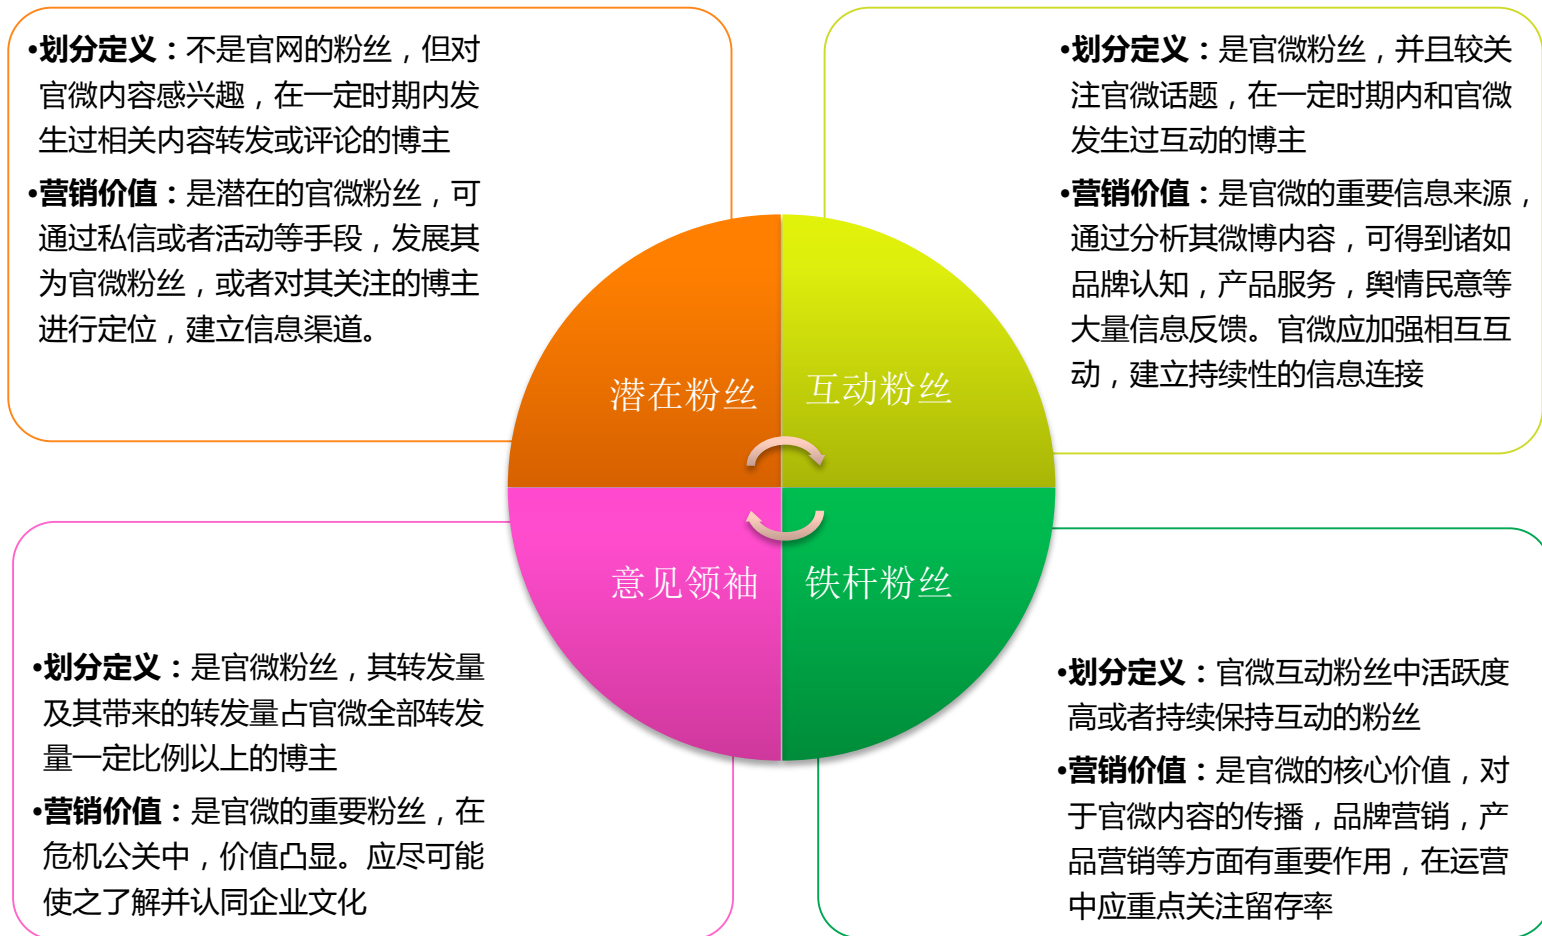 •划分定义：不是官网的粉丝，但对
官微内容感兴趣，在一定时期内发
生过相关内容转发或评论的博主
•营销价值：是潜在的官微粉丝，可
通过私信或者活动等手段，发展其
为官微粉丝，或者对其关注的博主
进行定位，建立信息渠道。
•划分定义：是官微粉丝，并且较关
注官微话题，在一定时期内和官微
发生过互动的博主
•营销价值：是官微的重要信息来源，
通过分析其微博内容，可得到诸如
品牌认知，产品服务，舆情民意等
大量信息反馈。官微应加强相互互
动，建立持续性的信息连接
潜在粉丝
互动粉丝
意见领袖
铁杆粉丝
•划分定义：是官微粉丝，其转发量
及其带来的转发量占官微全部转发
量一定比例以上的博主
•营销价值：是官微的重要粉丝，在
危机公关中，价值凸显。应尽可能
使之了解并认同企业文化
•划分定义：官微互动粉丝中活跃度
高或者持续保持互动的粉丝
•营销价值：是官微的核心价值，对
于官微内容的传播，品牌营销，产
品营销等方面有重要作用，在运营
中应重点关注留存率